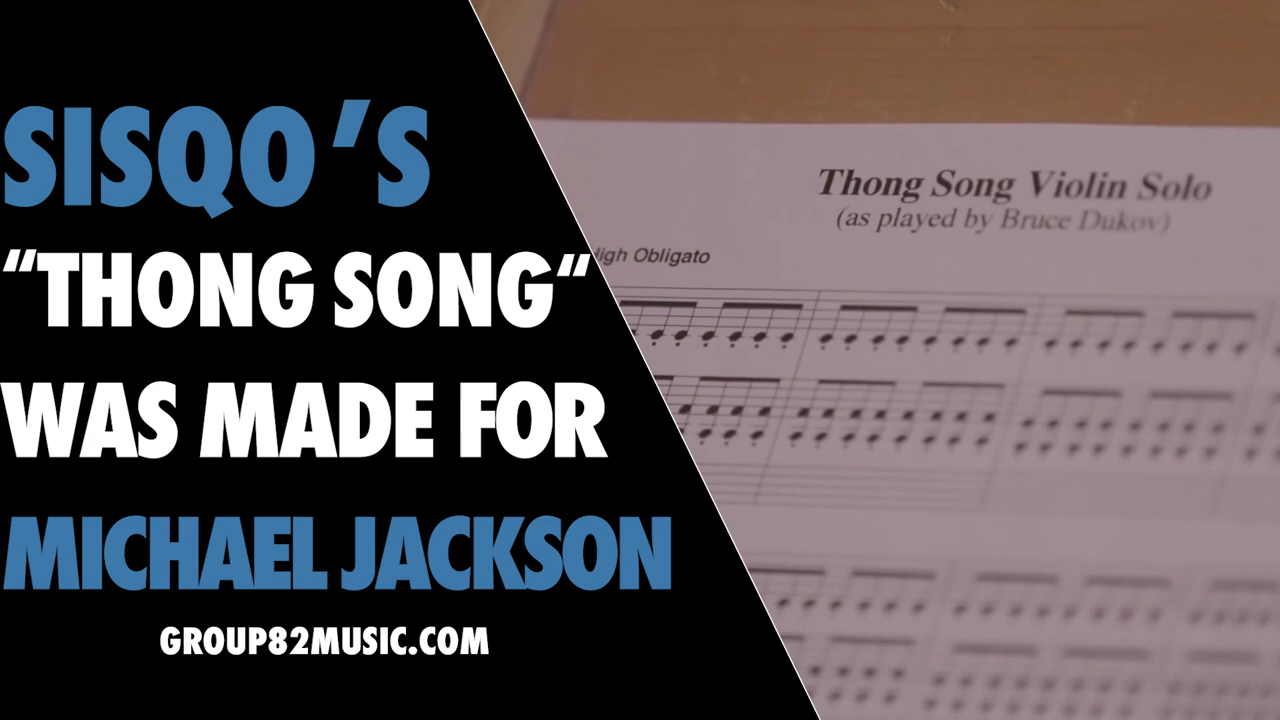 SISQO'S
“THONG SONG“
WAS MADE FOR
MICHAEL JACKSON
GROUP82MUSIC.COM
Thong Song Violin Solo
(as played by Bruce Dukov)
High Obligato